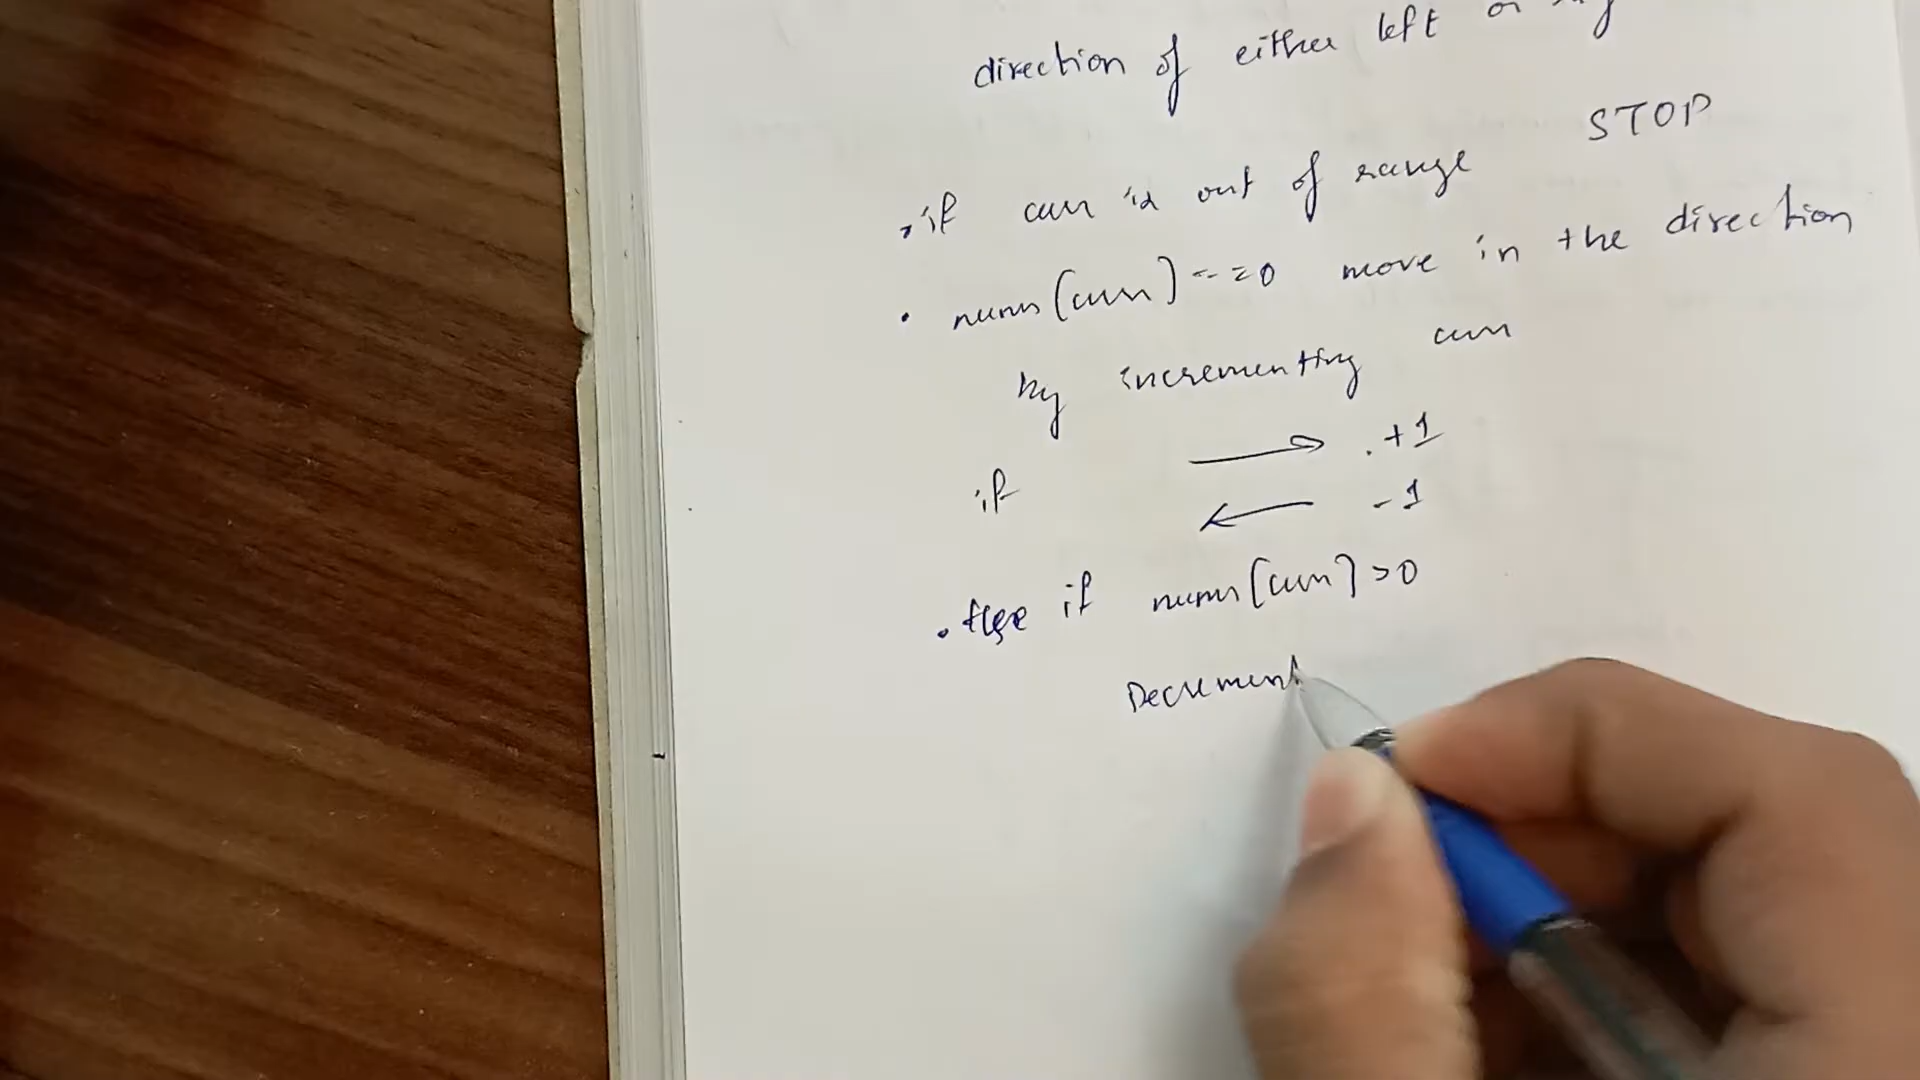 direction of either left or
if curr is out of range STOP
nums[curr] == 0 move in the direction
by incrementing curr
→ +1
if ← -1
Else if nums[curr] > 0
Decrement